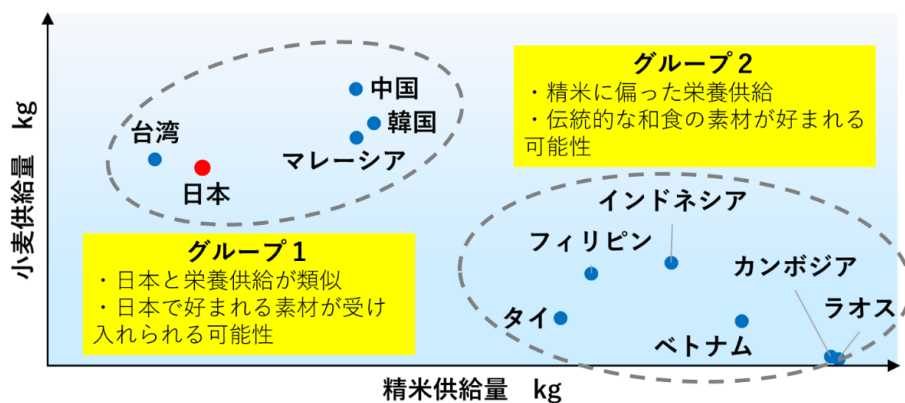 グループ2
・精米に偏った栄養供給
・伝統的な和食の素材が好まれる
可能性
中国
韓国
台湾
マレーシア
日本
インドネシア
フィリピン
カンボジア
グループ1
・日本と栄養供給が類似
・日本で好まれる素材が受け
入れられる可能性
ラオス
タイ
ベトナム
小麦供給量 kg
精米供給量 kg